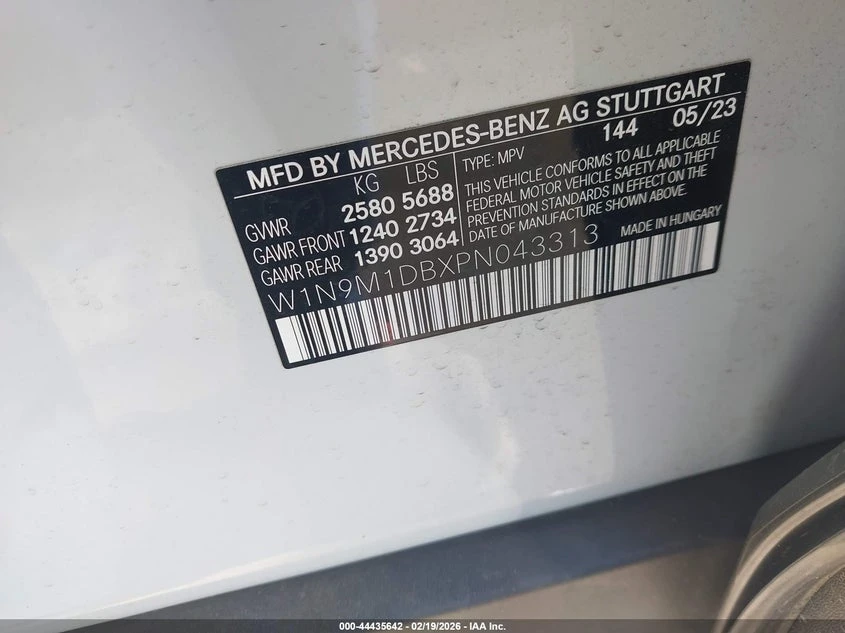 MFD BY MERCEDES-BENZ AG STUTTGART
KG LBS
GVWR 2580 5688
GAWR FRONT 1240 2734
GAWR REAR 1390 3064
TYPE: MPV 144 05/23
THIS VEHICLE CONFORMS TO ALL APPLICABLE
FEDERAL MOTOR VEHICLE SAFETY AND THEFT
PREVENTION STANDARDS IN EFFECT ON THE
DATE OF MANUFACTURE SHOWN ABOVE.
MADE IN HUNGARY
W1N9M1DBXPN043313
000-44435642 - 02/19/2026 - IAA Inc.